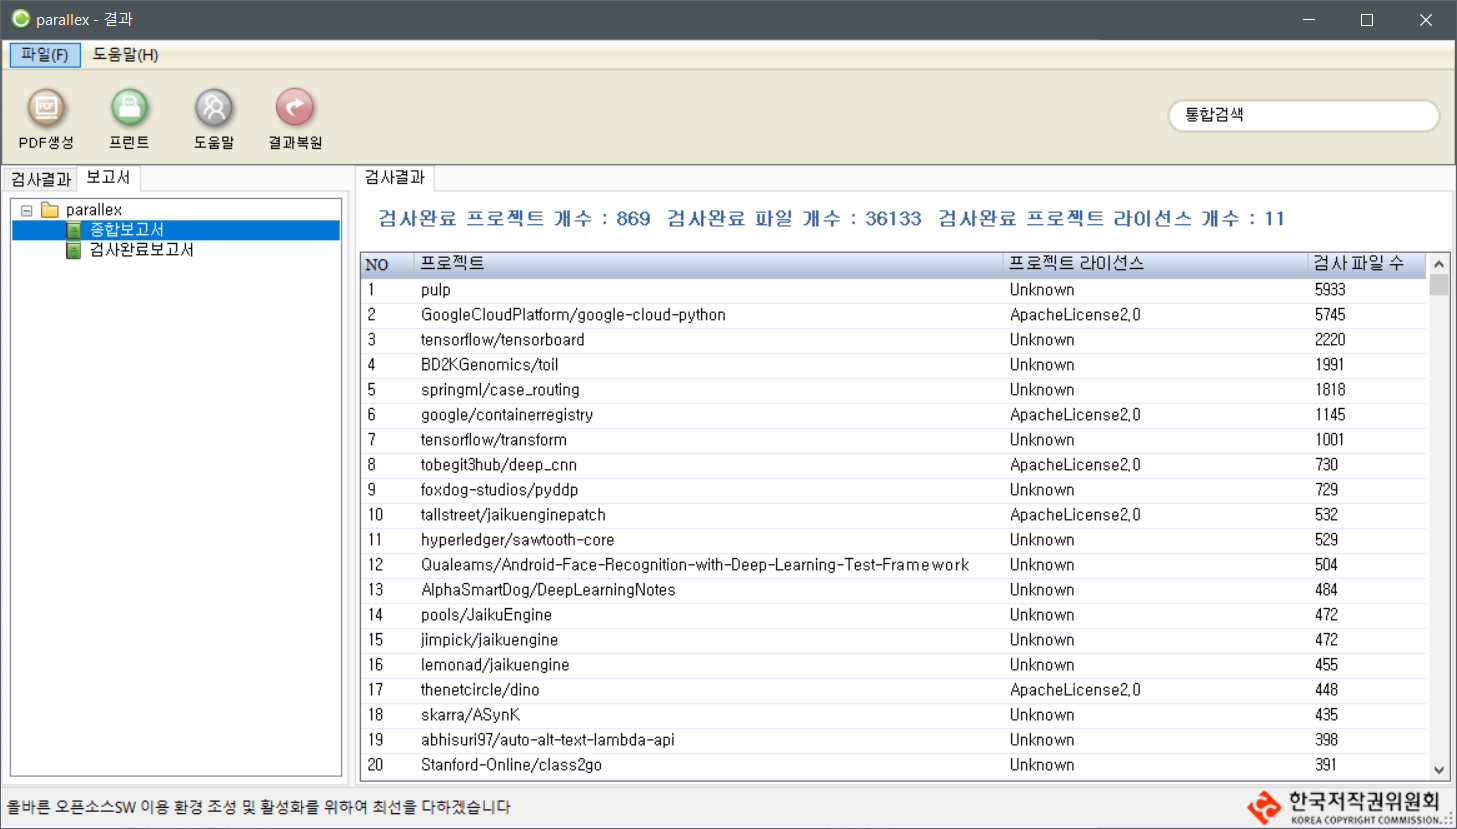 parallex - 결과
파일(F) 도움말(H)
PDF생성 프린트 도움말 결과복원
통합검색
검사결과 보고서
parallex
종합보고서
검사완료보고서
검사결과
검사완료 프로젝트 개수 : 869 검사완료 파일 개수 : 36133 검사완료 프로젝트 라이선스 개수 : 11
NO 프로젝트 프로젝트 라이선스 검사 파일 수
1 pulp Unknown 5933
2 GoogleCloudPlatform/google-cloud-python ApacheLicense2.0 5745
3 tensorflow/tensorboard Unknown 2220
4 BD2KGenomics/toil Unknown 1991
5 springml/case_routing Unknown 1818
6 google/containerregistry ApacheLicense2.0 1145
7 tensorflow/transform Unknown 1001
8 tobegit3hub/deep_cnn ApacheLicense2.0 730
9 foxdog-studios/pyddp Unknown 729
10 tallstreet/jaikuenginepatch ApacheLicense2.0 532
11 hyperledger/sawtooth-core Unknown 529
12 Qualeams/Android-Face-Recognition-with-Deep-Learning-Test-Framework Unknown 504
13 AlphaSmartDog/DeepLearningNotes Unknown 484
14 pools/JaikuEngine Unknown 472
15 jimpick/jaikuengine Unknown 472
16 lemonad/jaikuengine Unknown 455
17 thenetcircle/dino ApacheLicense2.0 448
18 skarra/ASynK Unknown 435
19 abhisuri97/auto-alt-text-lambda-api Unknown 398
20 Stanford-Online/class2go Unknown 391
올바른 오픈소스SW 이용 환경 조성 및 활성화를 위하여 최선을 다하겠습니다
한국저작권위원회
KOREA COPYRIGHT COMMISSION